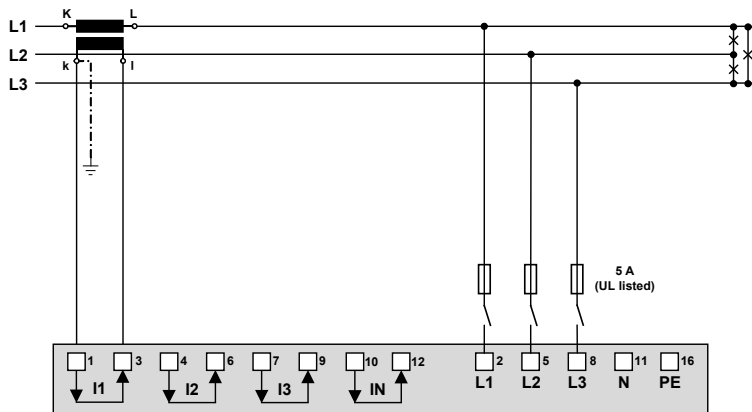 K L
L1
L2
k l
L3
5 A
(UL listed)
1 3 4 6 7 9 10 12 2 5 8 11 16
I1 I2 I3 IN L1 L2 L3 N PE